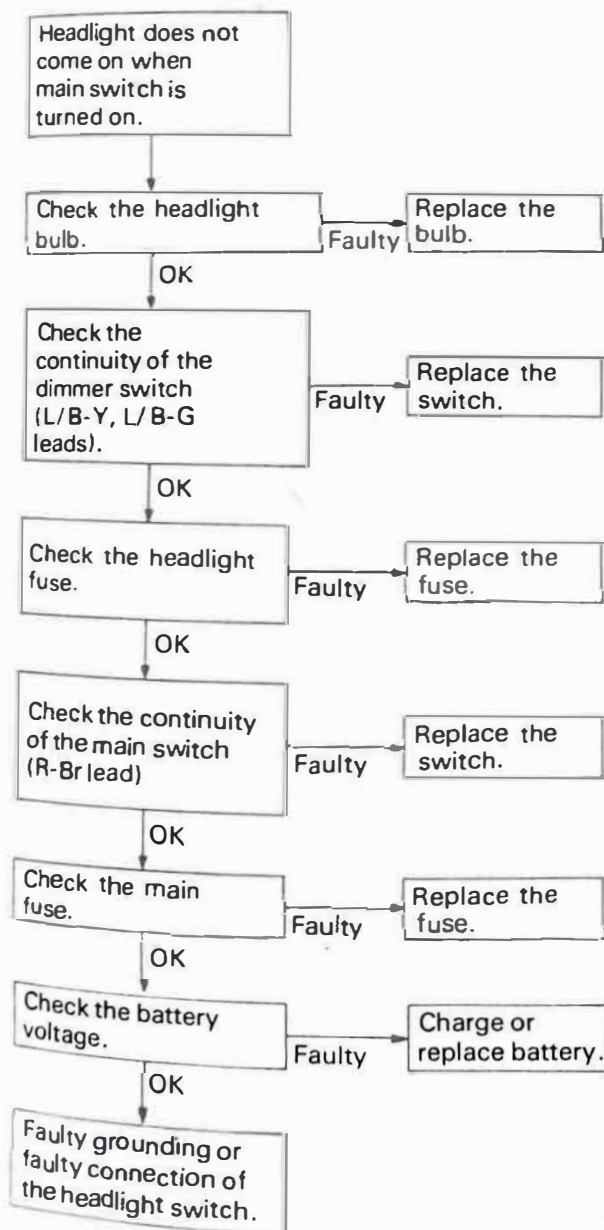 Headlight does not
come on when
main switch is
turned on.
Check the headlight
bulb.
Faulty
Replace the
bulb.
OK
Check the
continuity of the
dimmer switch
(L/B-Y, L/B-G
leads).
Faulty
Replace the
switch.
OK
Check the headlight
fuse.
Faulty
Replace the
fuse.
OK
Check the continuity
of the main switch
(R-Br lead)
Faulty
Replace the
switch.
OK
Check the main
fuse.
Faulty
Replace the
fuse.
OK
Check the battery
voltage.
Faulty
Charge or
replace battery.
OK
Faulty grounding or
faulty connection of
the headlight switch.